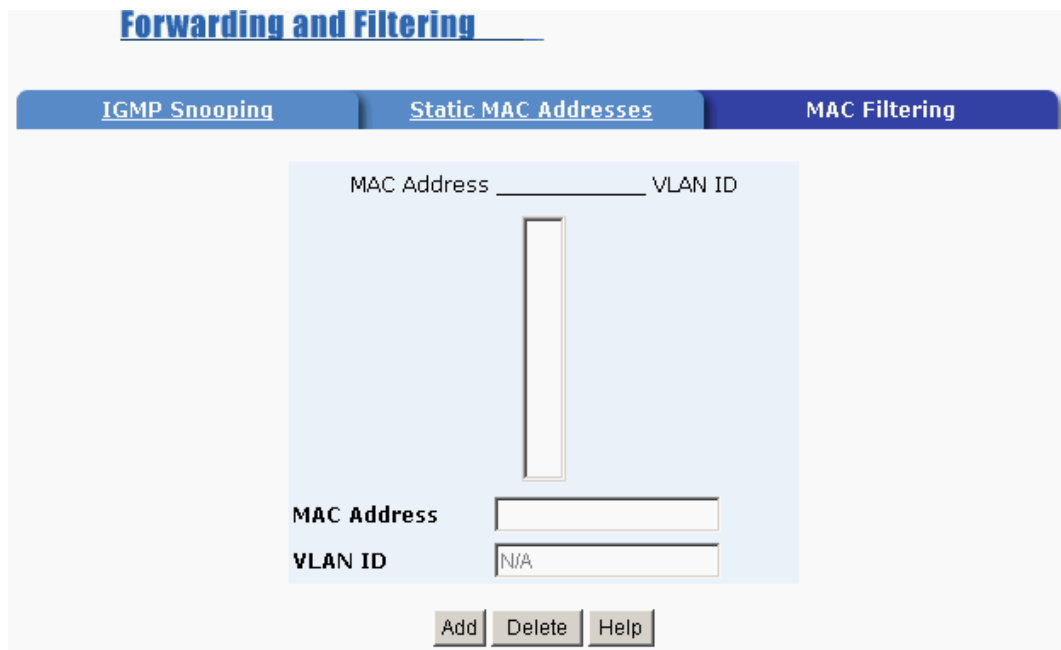 Forwarding and Filtering
IGMP Snooping Static MAC Addresses MAC Filtering
MAC Address _____________ VLAN ID
MAC Address
VLAN ID N/A
Add Delete Help